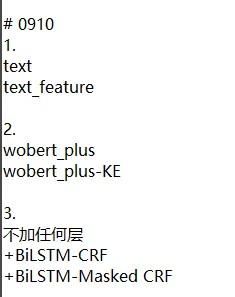 # 0910
1.
text
text_feature

2.
wobert_plus
wobert_plus-KE

3.
不加任何层
+BiLSTM-CRF
+BiLSTM-Masked CRF